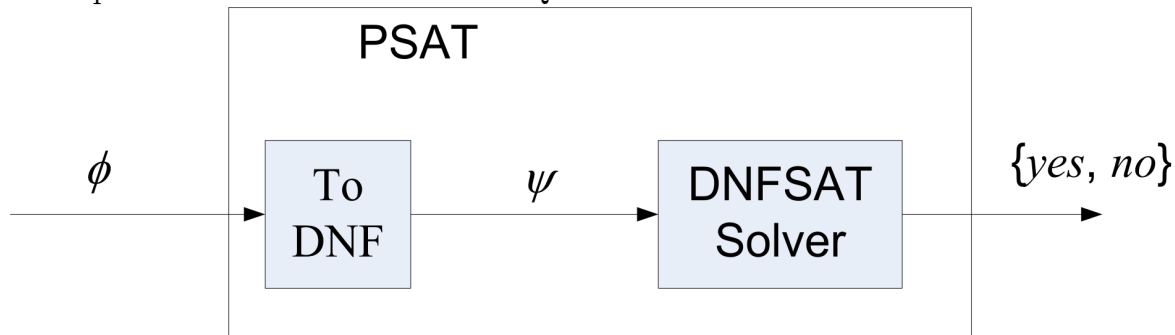 PSAT
ϕ
To
DNF
ψ
DNFSAT
Solver
{yes, no}